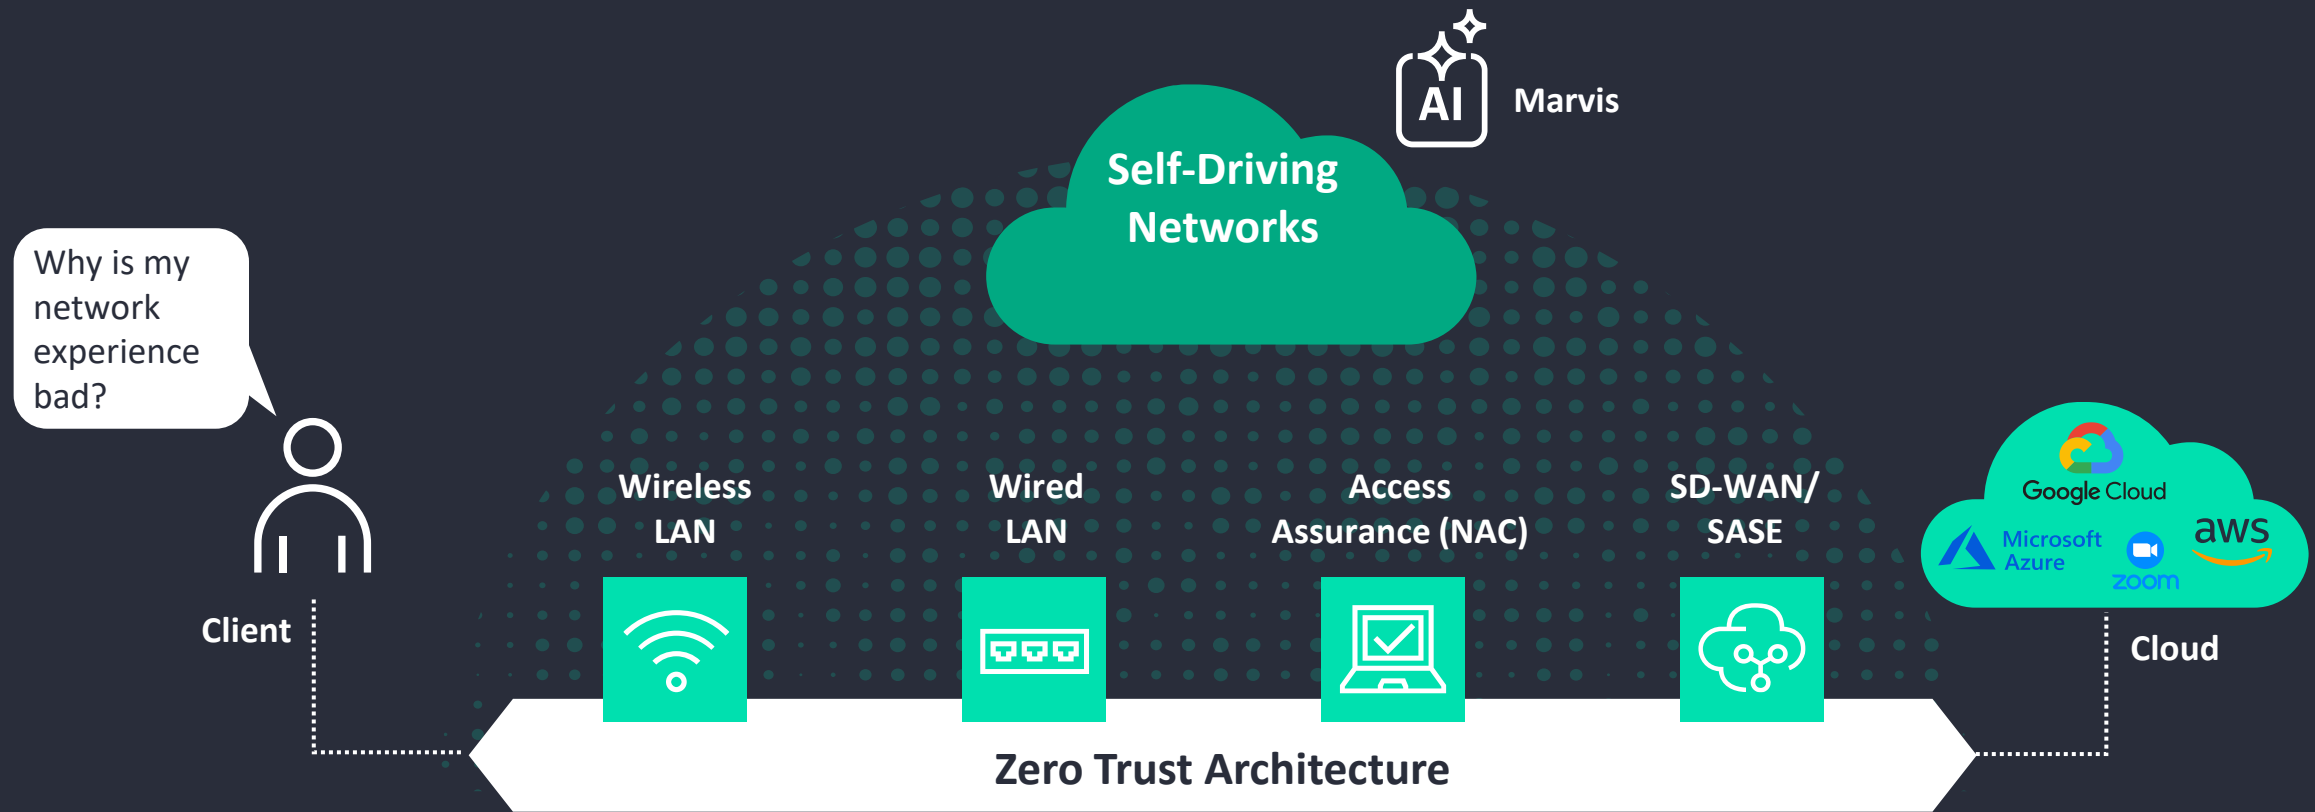 AI
Marvis
Self-Driving
Networks
Why is my
network
experience
bad?
Client
Wireless
LAN
Wired
LAN
Access
Assurance (NAC)
SD-WAN/
SASE
Google Cloud
Microsoft
Azure
zoom
aws
Cloud
Zero Trust Architecture